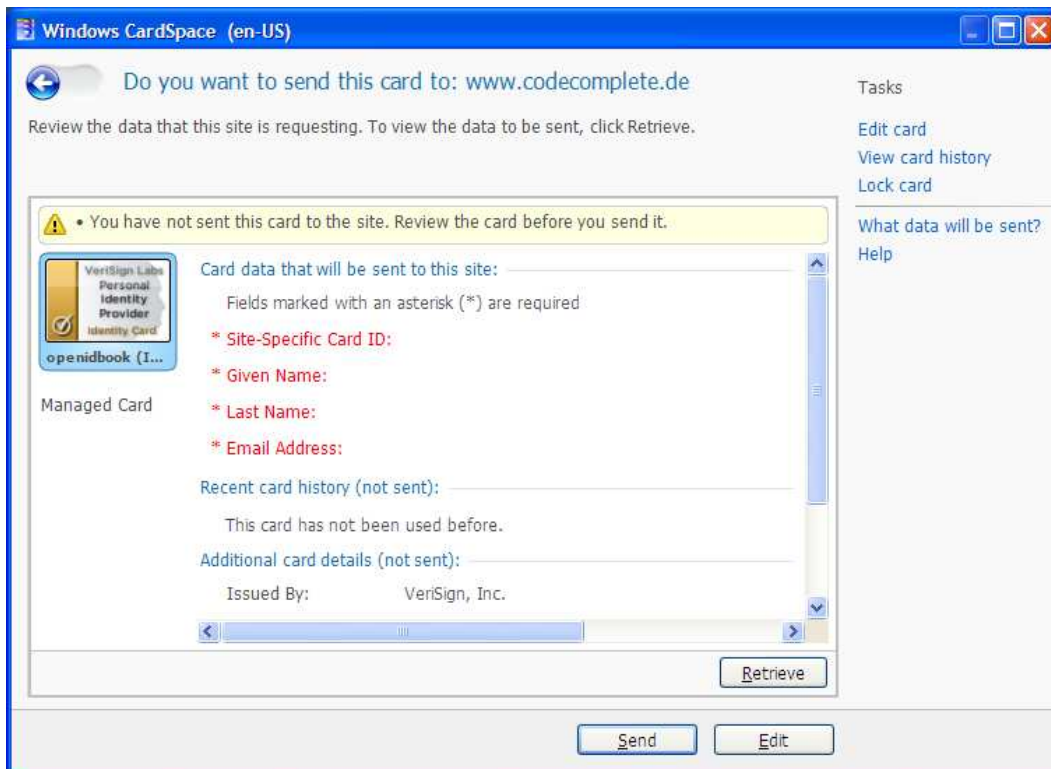 Windows CardSpace (en-US)
Do you want to send this card to: www.codecomplete.de
Review the data that this site is requesting. To view the data to be sent, click Retrieve.
Tasks
Edit card
View card history
Lock card
What data will be sent?
Help
• You have not sent this card to the site. Review the card before you send it.
VeriSign Labs
Personal
Identity
Provider
Identity Card
openidbook (I...
Managed Card
Card data that will be sent to this site:
Fields marked with an asterisk (*) are required
* Site-Specific Card ID:
* Given Name:
* Last Name:
* Email Address:
Recent card history (not sent):
This card has not been used before.
Additional card details (not sent):
Issued By: VeriSign, Inc.
Retrieve
Send
Edit